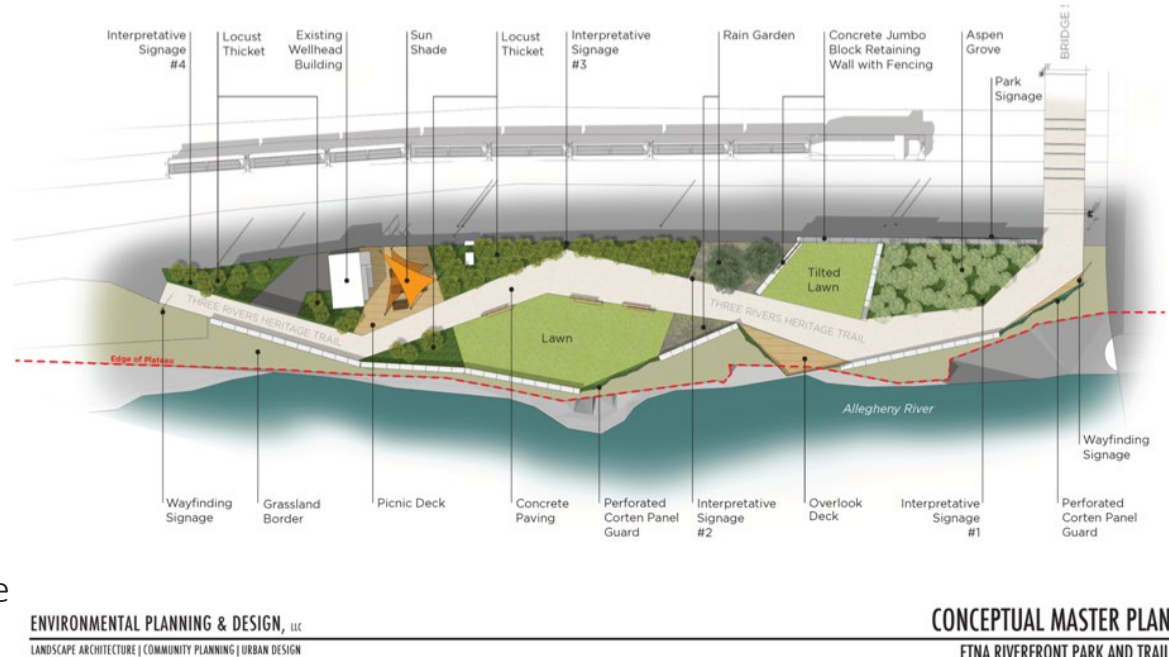 Interpretative
Signage
#4
Locust
Thicket
Existing
Wellhead
Building
Sun
Shade
Locust
Thicket
Interpretative
Signage
#3
Rain Garden
Concrete Jumbo
Block Retaining
Wall with Fencing
Aspen
Grove
Park
Signage
BRIDGE S
THREE RIVERS HERITAGE TRAIL
Lawn
THREE RIVERS HERITAGE TRAIL
Tilted
Lawn
Edge of Plateau
Allegheny River
Wayfinding
Signage
Wayfinding
Signage
Grassland
Border
Picnic Deck
Concrete
Paving
Perforated
Corten Panel
Guard
Interpretative
Signage
#2
Overlook
Deck
Interpretative
Signage
#1
Perforated
Corten Panel
Guard
e
ENVIRONMENTAL PLANNING & DESIGN, LLC
LANDSCAPE ARCHITECTURE | COMMUNITY PLANNING | URBAN DESIGN
CONCEPTUAL MASTER PLAN
ETNA RIVERFRONT PARK AND TRAIL